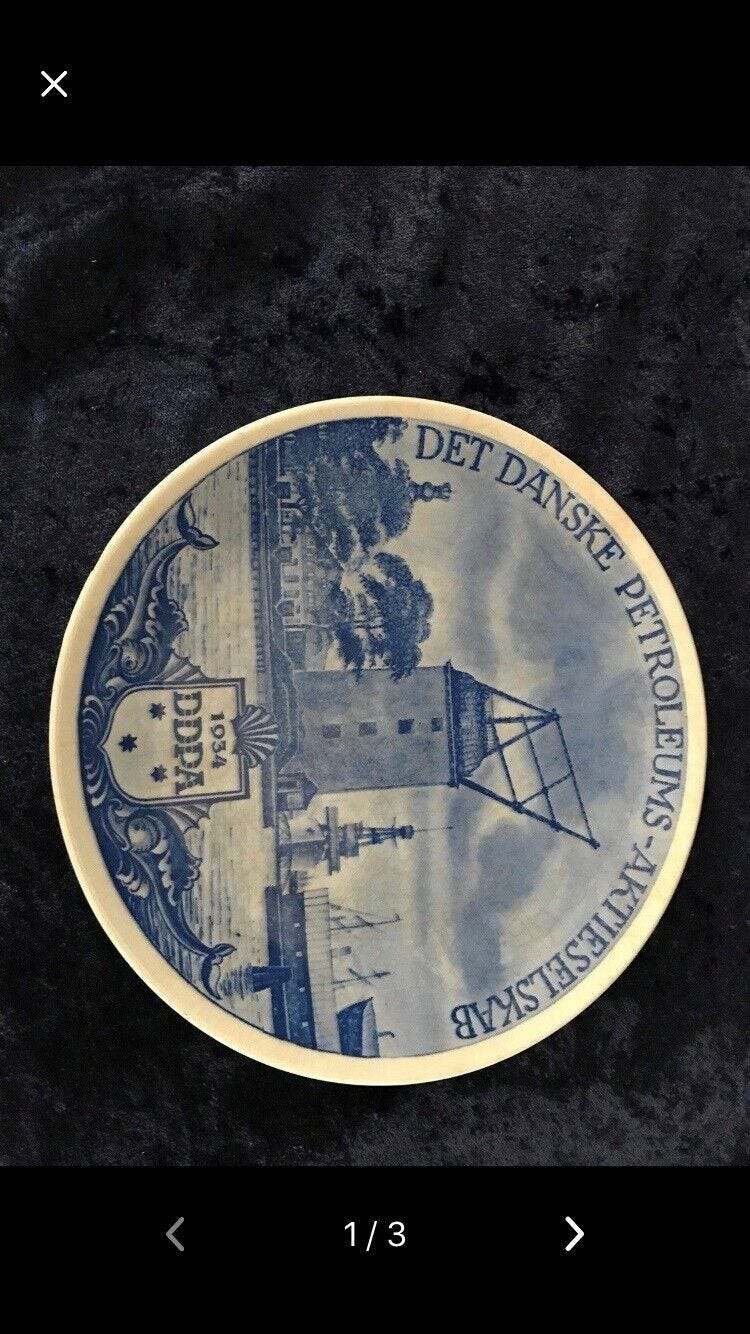 DET DANSKE PETROLEUMS-AKTIESELSKAB
1934
DDPA
1 / 3